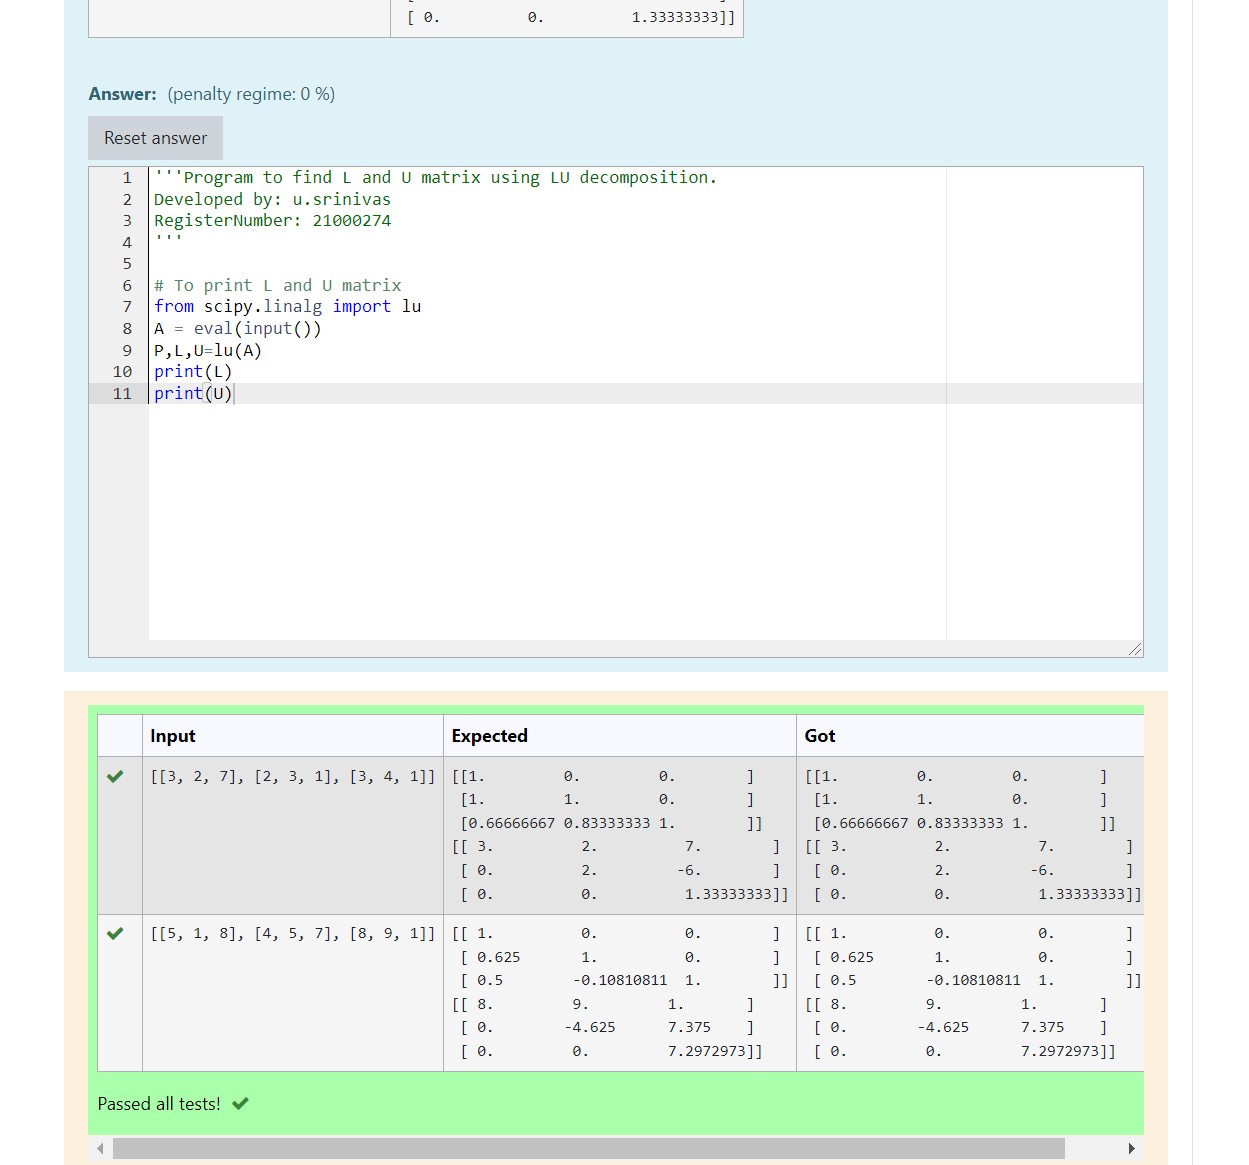 [ 0. 0. 1.33333333]]
Answer: (penalty regime: 0 %)
Reset answer
1 '''Program to find L and U matrix using LU decomposition.
2 Developed by: u.srinivas
3 RegisterNumber: 21000274
4 '''
5
6 # To print L and U matrix
7 from scipy.linalg import lu
8 A = eval(input())
9 P,L,U=lu(A)
10 print(L)
11 print(U)
Input Expected Got
[[3, 2, 7], [2, 3, 1], [3, 4, 1]] [[1. 0. 0. ] [[1. 0. 0. ]
[1. 1. 0. ] [1. 1. 0. ]
[0.66666667 0.83333333 1. ]] [0.66666667 0.83333333 1. ]]
[[ 3. 2. 7. ] [[ 3. 2. 7. ]
[ 0. 2. -6. ] [ 0. 2. -6. ]
[ 0. 0. 1.33333333]] [ 0. 0. 1.33333333]]
[[5, 1, 8], [4, 5, 7], [8, 9, 1]] [[ 1. 0. 0. ] [[ 1. 0. 0. ]
[ 0.625 1. 0. ] [ 0.625 1. 0. ]
[ 0.5 -0.10810811 1. ]] [ 0.5 -0.10810811 1. ]]
[[ 8. 9. 1. ] [[ 8. 9. 1. ]
[ 0. -4.625 7.375 ] [ 0. -4.625 7.375 ]
[ 0. 0. 7.2972973]] [ 0. 0. 7.2972973]]
Passed all tests!